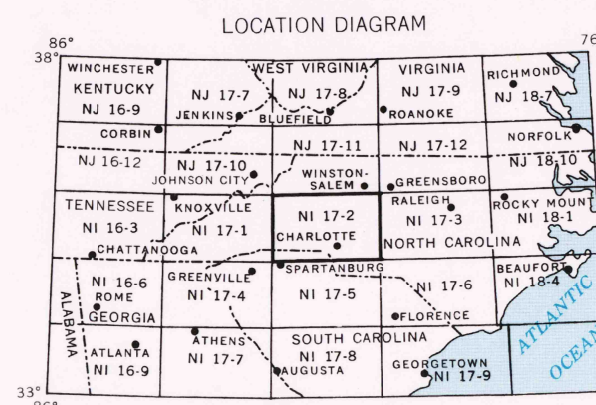 LOCATION DIAGRAM
86°
76
38°
WINCHESTER
KENTUCKY
NJ 16-9
NJ 17-7
JENKINS
WEST VIRGINIA
NJ 17-8
BLUEFIELD
VIRGINIA
NJ 17-9
ROANOKE
RICHMOND
NJ 18-7
CORBIN
NJ 16-12
NJ 17-10
JOHNSON CITY
NJ 17-11
WINSTON-
SALEM
NJ 17-12
GREENSBORO
NORFOLK
NJ 18-10
TENNESSEE
NI 16-3
CHATTANOOGA
KNOXVILLE
NI 17-1
NI 17-2
CHARLOTTE
RALEIGH
NI 17-3
NORTH CAROLINA
ROCKY MOUNT
NI 18-1
NI 16-6
ROME
GEORGIA
ALABAMA
GREENVILLE
NI 17-4
SPARTANBURG
NI 17-5
NI 17-6
FLORENCE
BEAUFORT
NI 18-4
ATLANTIC
OCEAN
ATLANTA
NI 16-9
ATHENS
NI 17-7
SOUTH CAROLINA
NI 17-8
AUGUSTA
GEORGETOWN
NI 17-9
33°